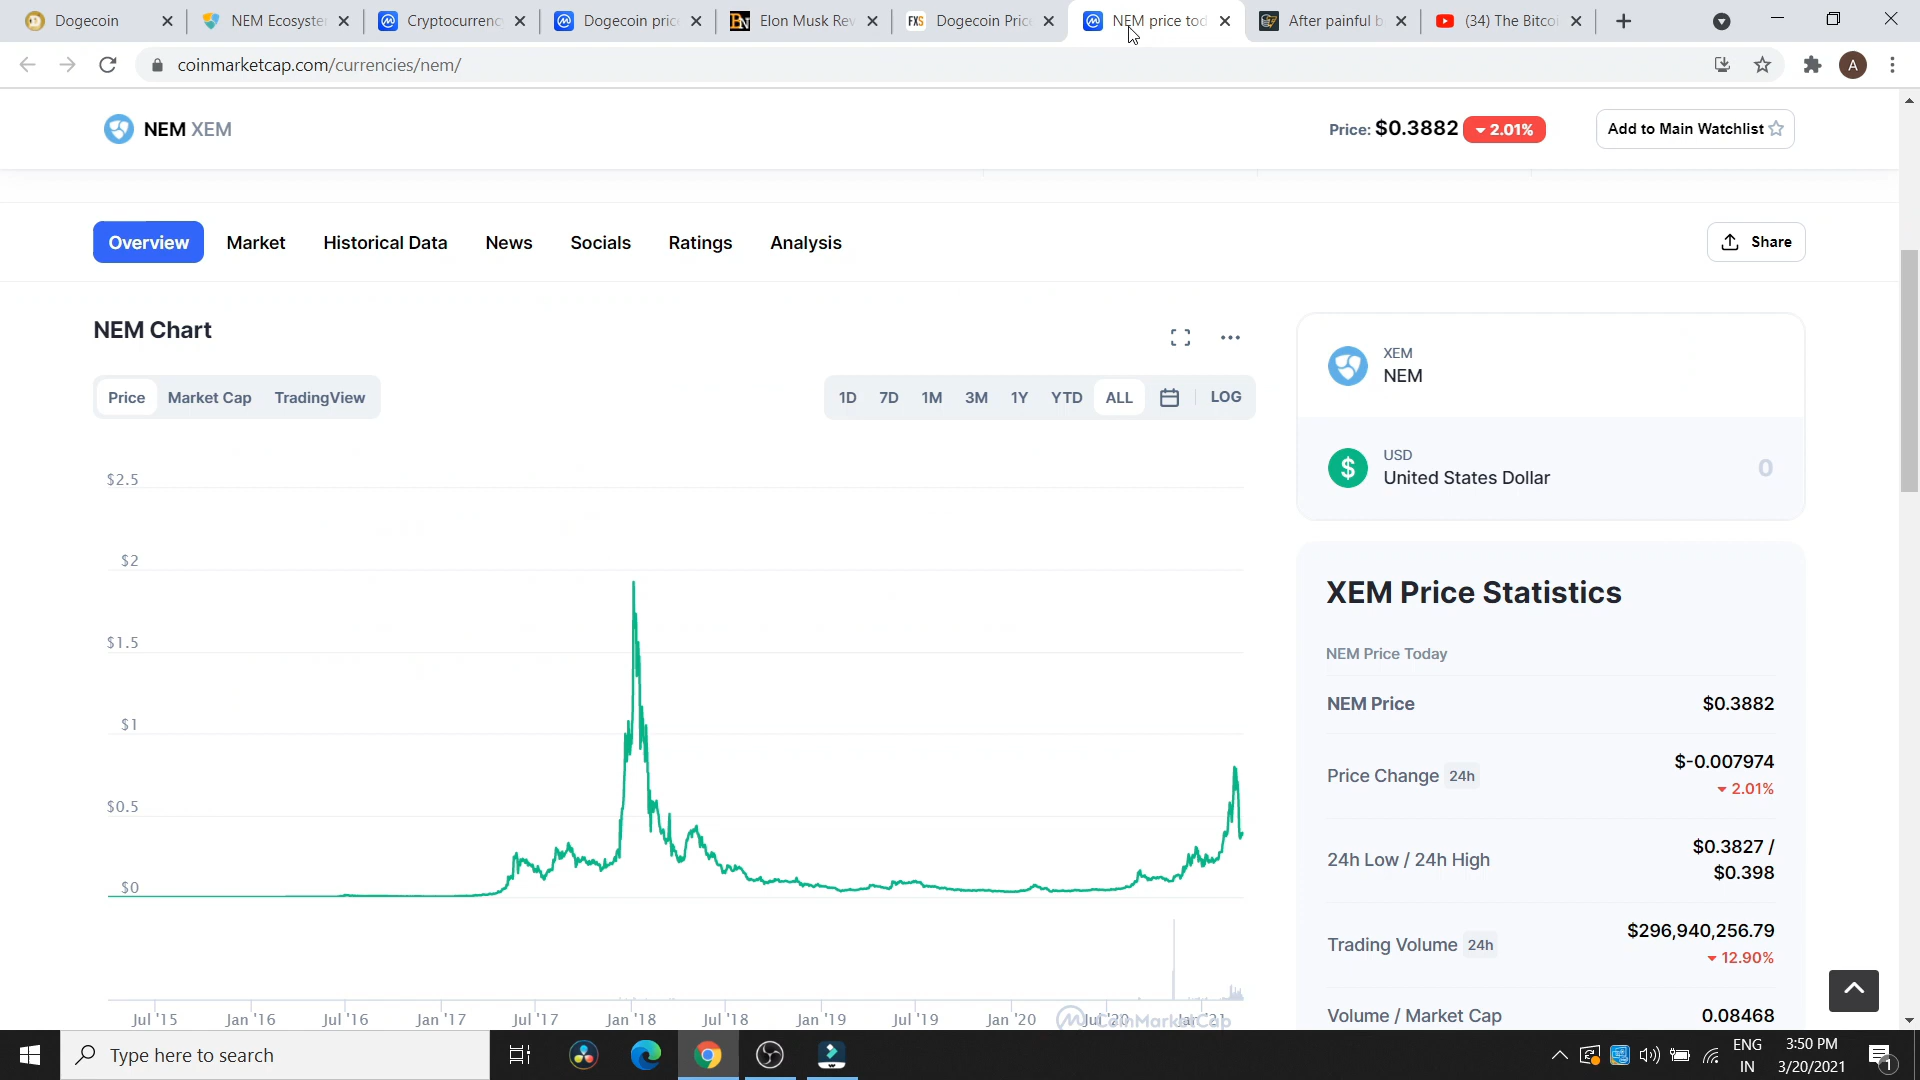 Dogecoin
NEM Ecosyste
Cryptocurrenc
Dogecoin pric
Elon Musk Rev
FXS Dogecoin Pric
NEM price tod
After painful b
(34) The Bitcoi
coinmarketcap.com/currencies/nem/
A
NEM XEM
Price: $0.3882
2.01%
Add to Main Watchlist
Overview
Market
Historical Data
News
Socials
Ratings
Analysis
Share
NEM Chart
Price
Market Cap
TradingView
1D
7D
1M
3M
1Y
YTD
ALL
LOG
$2.5
$2
$1.5
$1
$0.5
$0
Jul '15
Jan '16
Jul '16
Jan '17
Jul '17
Jan '18
Jul '18
Jan '19
Jul '19
Jan '20
Jul '20
Jan '21
CoinMarketCap
XEM
NEM
$
USD
United States Dollar
0
XEM Price Statistics
NEM Price Today
NEM Price
$0.3882
Price Change 24h
$-0.007974
2.01%
24h Low / 24h High
$0.3827 /
$0.398
Trading Volume 24h
$296,940,256.79
12.90%
Volume / Market Cap
0.08468
Type here to search
ENG
IN
3:50 PM
3/20/2021
1